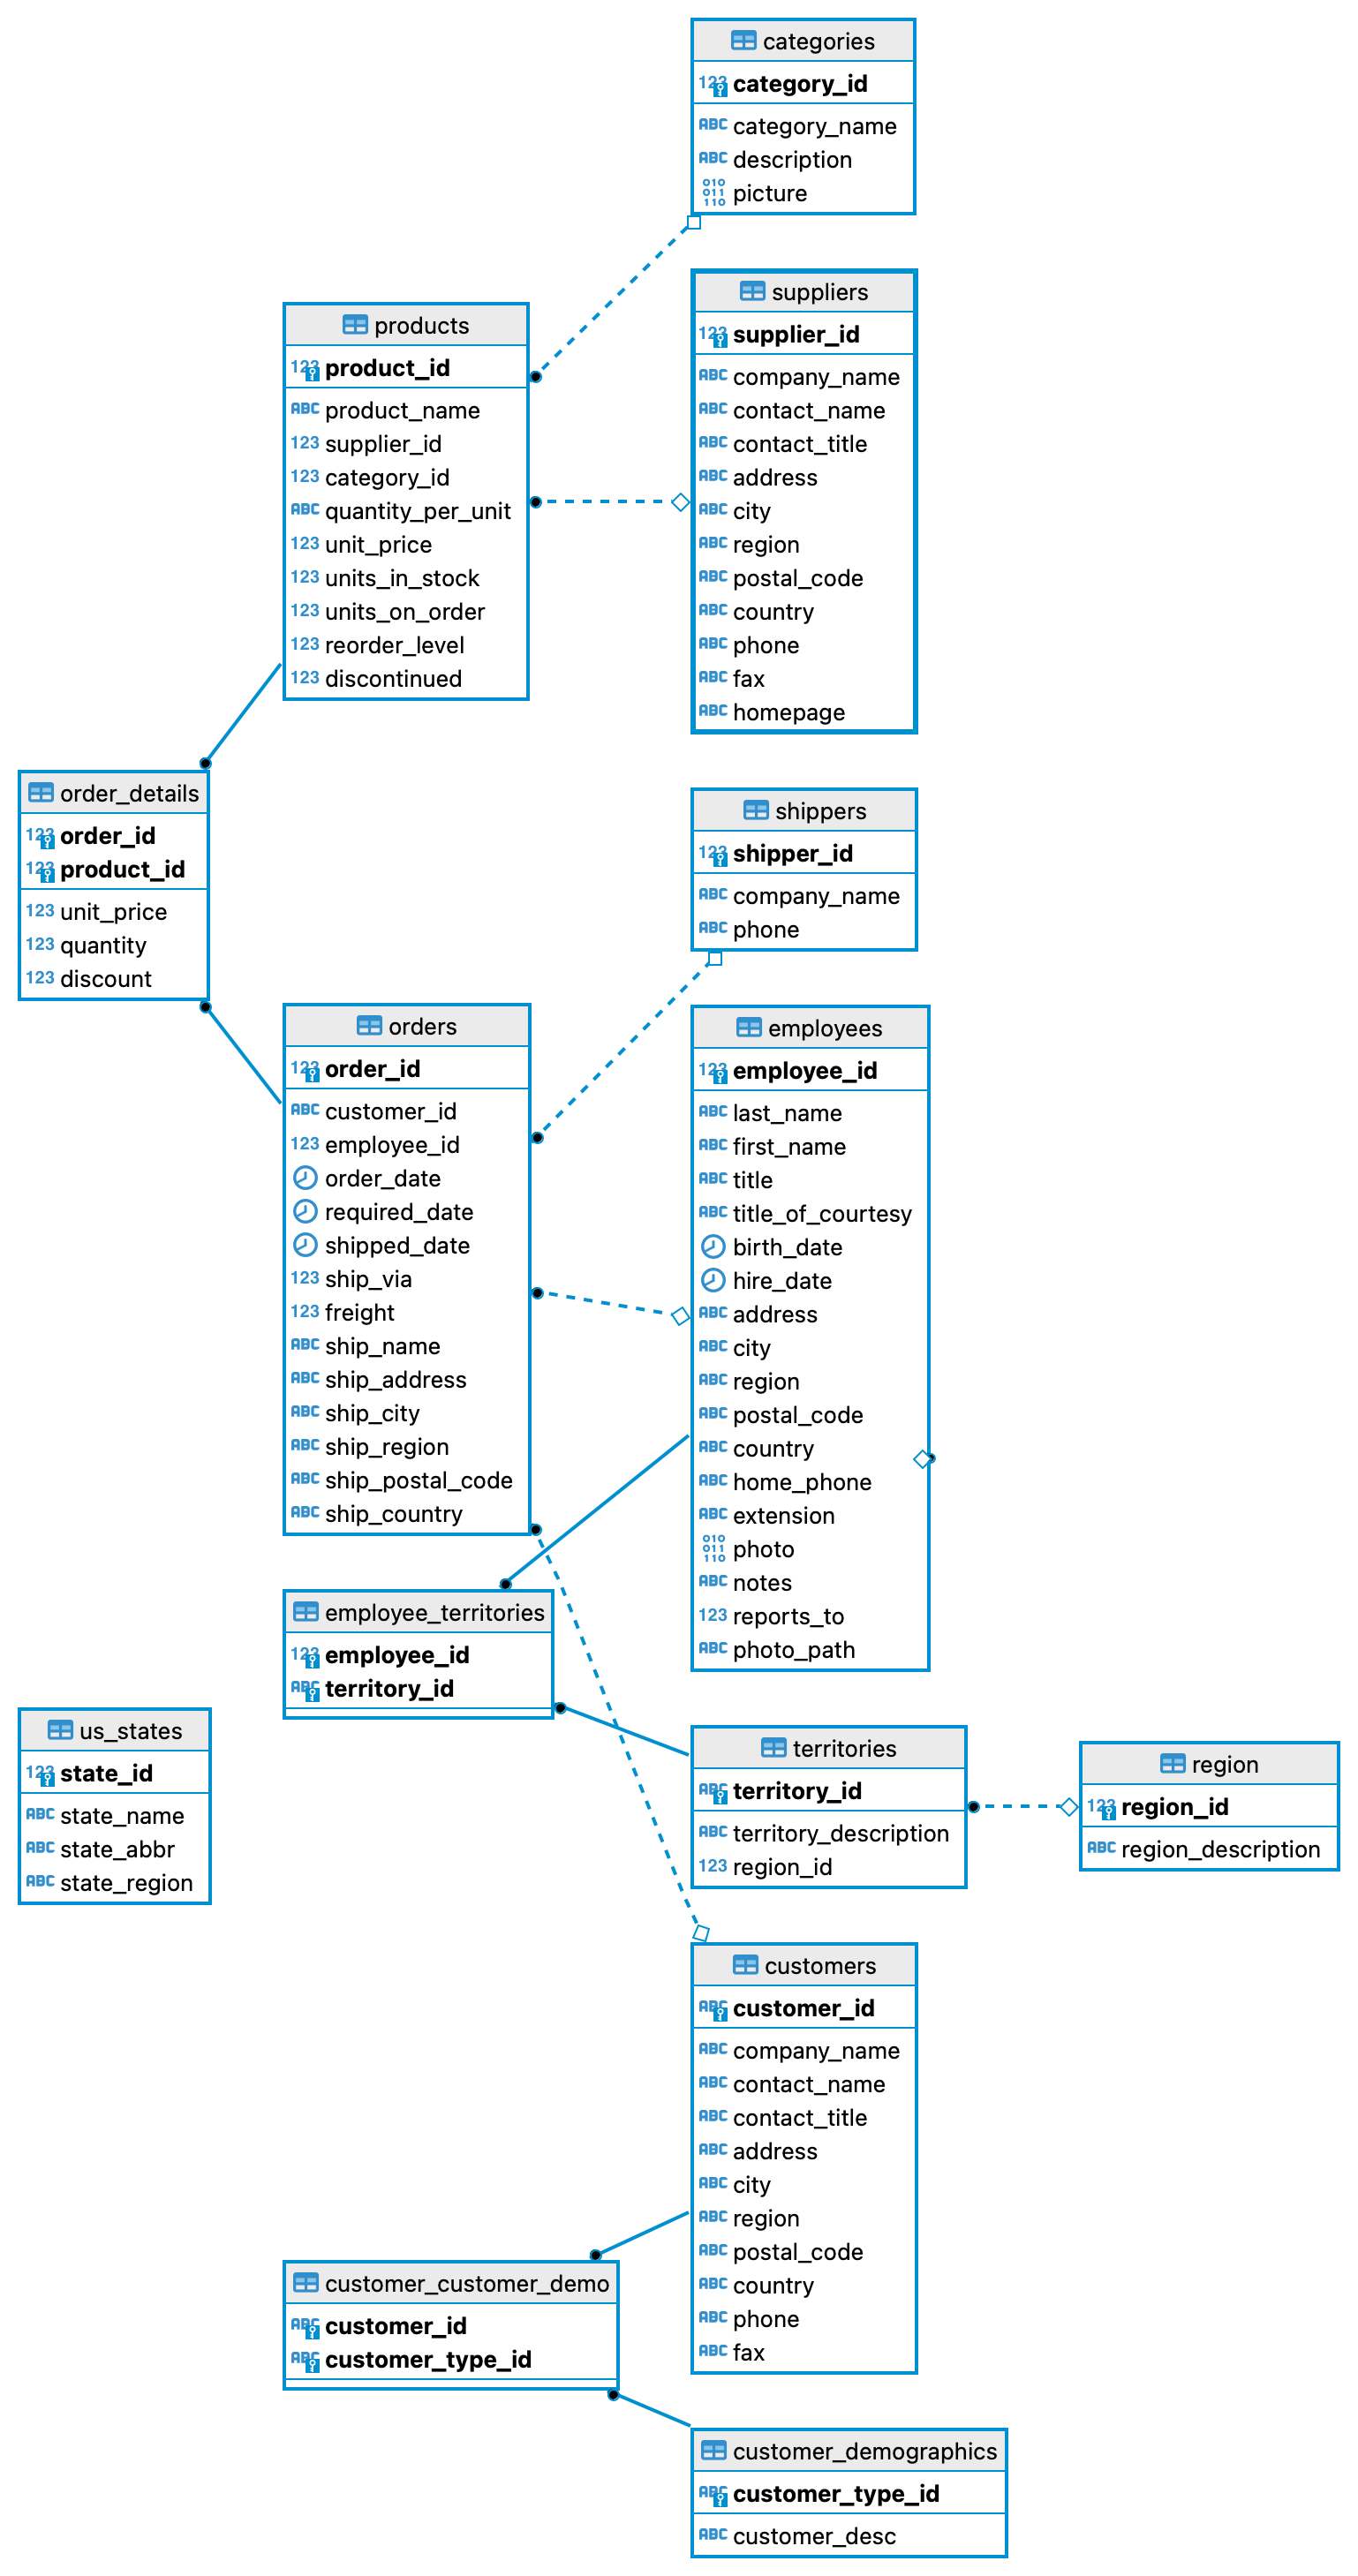 categories
123 category_id
ABC category_name
ABC description
010 011 110 picture
suppliers
123 supplier_id
ABC company_name
ABC contact_name
ABC contact_title
ABC address
ABC city
ABC region
ABC postal_code
ABC country
ABC phone
ABC fax
ABC homepage
products
123 product_id
ABC product_name
123 supplier_id
123 category_id
ABC quantity_per_unit
123 unit_price
123 units_in_stock
123 units_on_order
123 reorder_level
123 discontinued
order_details
123 order_id
123 product_id
123 unit_price
123 quantity
123 discount
shippers
123 shipper_id
ABC company_name
ABC phone
orders
123 order_id
ABC customer_id
123 employee_id
order_date
required_date
shipped_date
123 ship_via
123 freight
ABC ship_name
ABC ship_address
ABC ship_city
ABC ship_region
ABC ship_postal_code
ABC ship_country
employees
123 employee_id
ABC last_name
ABC first_name
ABC title
ABC title_of_courtesy
birth_date
hire_date
ABC address
ABC city
ABC region
ABC postal_code
ABC country
ABC home_phone
ABC extension
010 011 110 photo
ABC notes
123 reports_to
ABC photo_path
employee_territories
123 employee_id
ABC territory_id
us_states
123 state_id
ABC state_name
ABC state_abbr
ABC state_region
territories
ABC territory_id
ABC territory_description
123 region_id
region
123 region_id
ABC region_description
customers
ABC customer_id
ABC company_name
ABC contact_name
ABC contact_title
ABC address
ABC city
ABC region
ABC postal_code
ABC country
ABC phone
ABC fax
customer_customer_demo
ABC customer_id
ABC customer_type_id
customer_demographics
ABC customer_type_id
ABC customer_desc